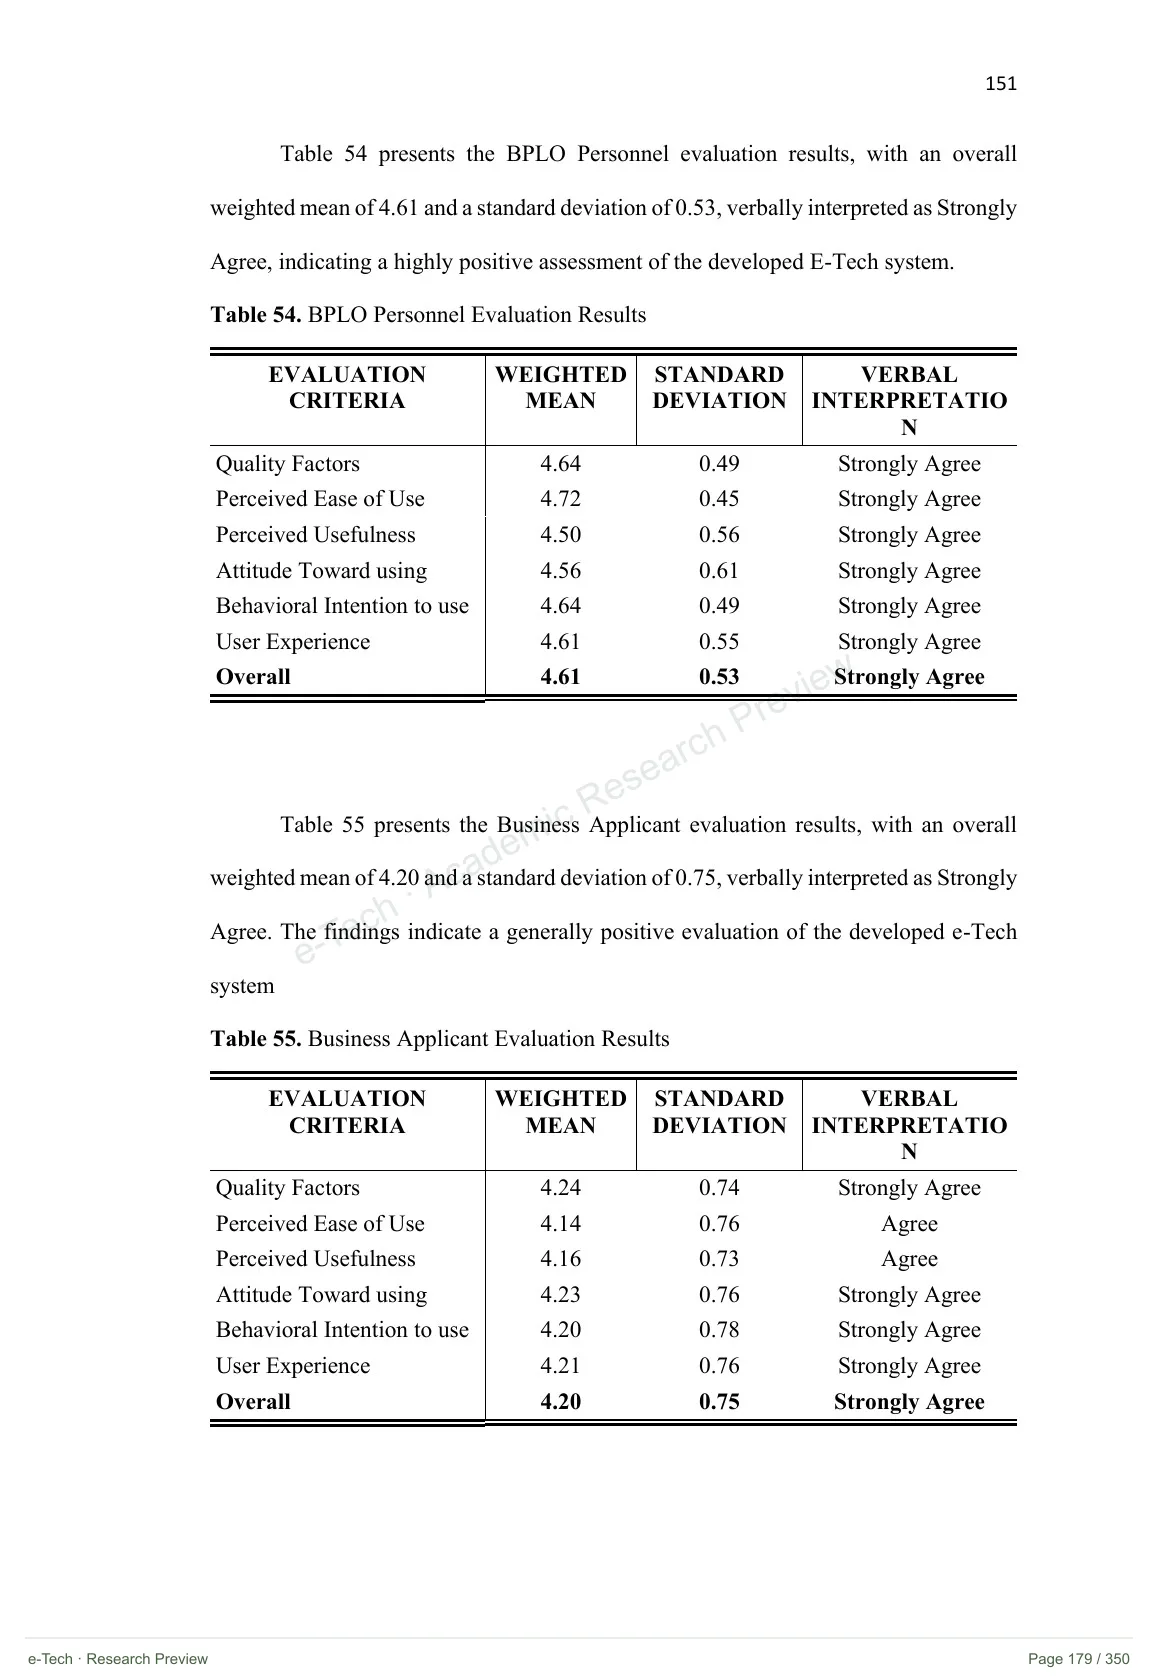 151
Table 54 presents the BPLO Personnel evaluation results, with an overall
weighted mean of 4.61 and a standard deviation of 0.53, verbally interpreted as Strongly
Agree, indicating a highly positive assessment of the developed E-Tech system.
Table 54. BPLO Personnel Evaluation Results
EVALUATION CRITERIA WEIGHTED MEAN STANDARD DEVIATION VERBAL INTERPRETATIO N
Quality Factors 4.64 0.49 Strongly Agree
Perceived Ease of Use 4.72 0.45 Strongly Agree
Perceived Usefulness 4.50 0.56 Strongly Agree
Attitude Toward using 4.56 0.61 Strongly Agree
Behavioral Intention to use 4.64 0.49 Strongly Agree
User Experience 4.61 0.55 Strongly Agree
Overall 4.61 0.53 Strongly Agree
e-Tech · Academic Research Preview
Table 55 presents the Business Applicant evaluation results, with an overall
weighted mean of 4.20 and a standard deviation of 0.75, verbally interpreted as Strongly
Agree. The findings indicate a generally positive evaluation of the developed e-Tech
system
Table 55. Business Applicant Evaluation Results
EVALUATION CRITERIA WEIGHTED MEAN STANDARD DEVIATION VERBAL INTERPRETATIO N
Quality Factors 4.24 0.74 Strongly Agree
Perceived Ease of Use 4.14 0.76 Agree
Perceived Usefulness 4.16 0.73 Agree
Attitude Toward using 4.23 0.76 Strongly Agree
Behavioral Intention to use 4.20 0.78 Strongly Agree
User Experience 4.21 0.76 Strongly Agree
Overall 4.20 0.75 Strongly Agree
e-Tech · Research Preview Page 179 / 350